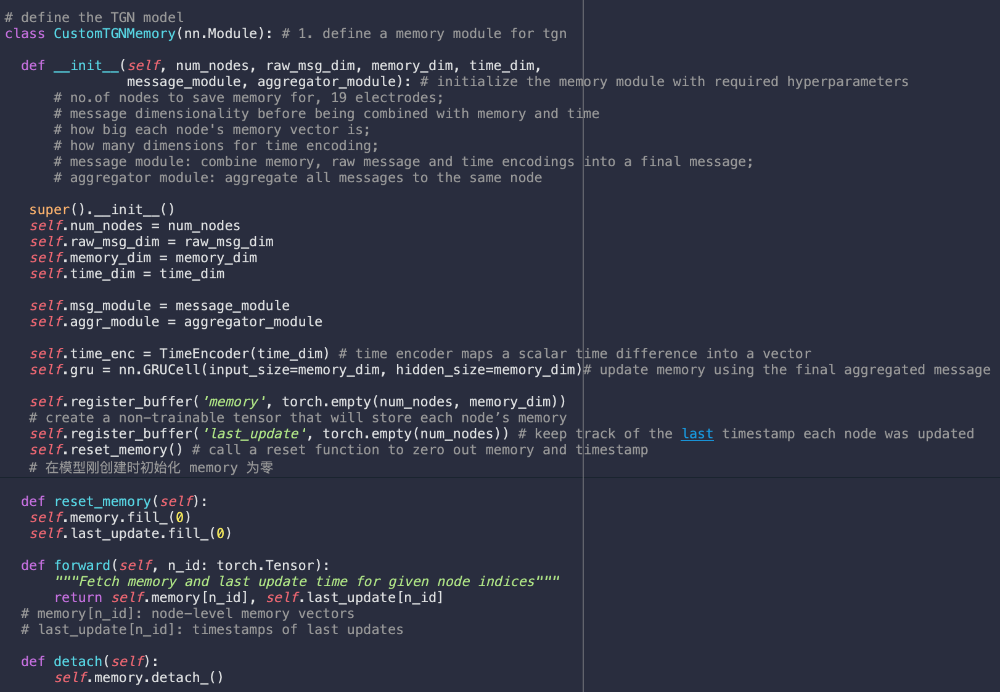 # define the TGN model
class CustomTGNMemory(nn.Module): # 1. define a memory module for tgn
def __init__(self, num_nodes, raw_msg_dim, memory_dim, time_dim,
message_module, aggregator_module): # initialize the memory module with required hyperparameters
# no.of nodes to save memory for, 19 electrodes;
# message dimensionality before being combined with memory and time
# how big each node's memory vector is;
# how many dimensions for time encoding;
# message module: combine memory, raw message and time encodings into a final message;
# aggregator module: aggregate all messages to the same node
super().__init__()
self.num_nodes = num_nodes
self.raw_msg_dim = raw_msg_dim
self.memory_dim = memory_dim
self.time_dim = time_dim
self.msg_module = message_module
self.aggr_module = aggregator_module
self.time_enc = TimeEncoder(time_dim) # time encoder maps a scalar time difference into a vector
self.gru = nn.GRUCell(input_size=memory_dim, hidden_size=memory_dim)# update memory using the final aggregated message
self.register_buffer('memory', torch.empty(num_nodes, memory_dim))
# create a non-trainable tensor that will store each node’s memory
self.register_buffer('last_update', torch.empty(num_nodes)) # keep track of the last timestamp each node was updated
self.reset_memory() # call a reset function to zero out memory and timestamp
# 在模型刚创建时初始化 memory 为零
def reset_memory(self):
self.memory.fill_(0)
self.last_update.fill_(0)
def forward(self, n_id: torch.Tensor):
"""Fetch memory and last update time for given node indices"""
return self.memory[n_id], self.last_update[n_id]
# memory[n_id]: node-level memory vectors
# last_update[n_id]: timestamps of last updates
def detach(self):
self.memory.detach_()